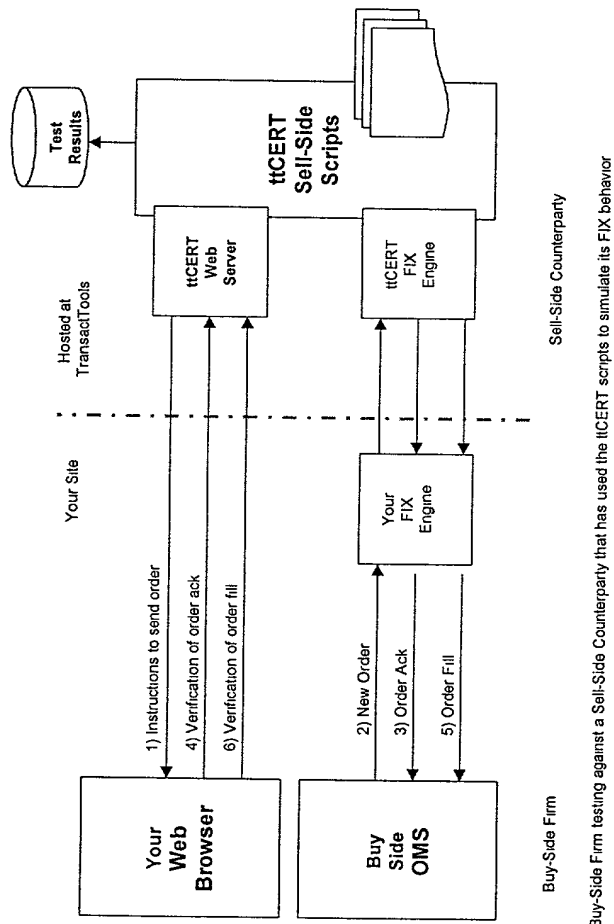 Your Site
Hosted at
TransactTools
Test
Results
Your
Web
Browser
1) Instructions to send order
4) Verification of order ack
6) Verification of order fill
ttCERT
Web
Server
ttCERT
Sell-Side
Scripts
Buy
Side
OMS
2) New Order
3) Order Ack
5) Order Fill
Your
FIX
Engine
ttCERT
FIX
Engine
Buy-Side Firm
Sell-Side Counterparty
Buy-Side Firm testing against a Sell-Side Counterparty that has used the ttCERT scripts to simulate its FIX behavior